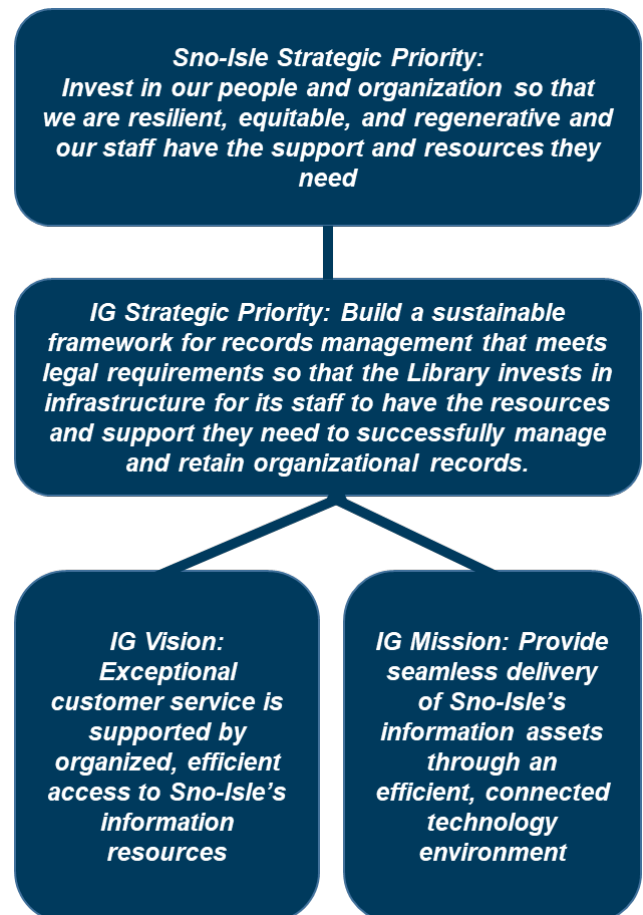 Sno-Isle Strategic Priority:
Invest in our people and organization so that
we are resilient, equitable, and regenerative and
our staff have the support and resources they
need
IG Strategic Priority: Build a sustainable
framework for records management that meets
legal requirements so that the Library invests in
infrastructure for its staff to have the resources
and support they need to successfully manage
and retain organizational records.
IG Vision:
Exceptional
customer service is
supported by
organized, efficient
access to Sno-Isle’s
information
resources
IG Mission: Provide
seamless delivery
of Sno-Isle’s
information assets
through an
efficient, connected
technology
environment